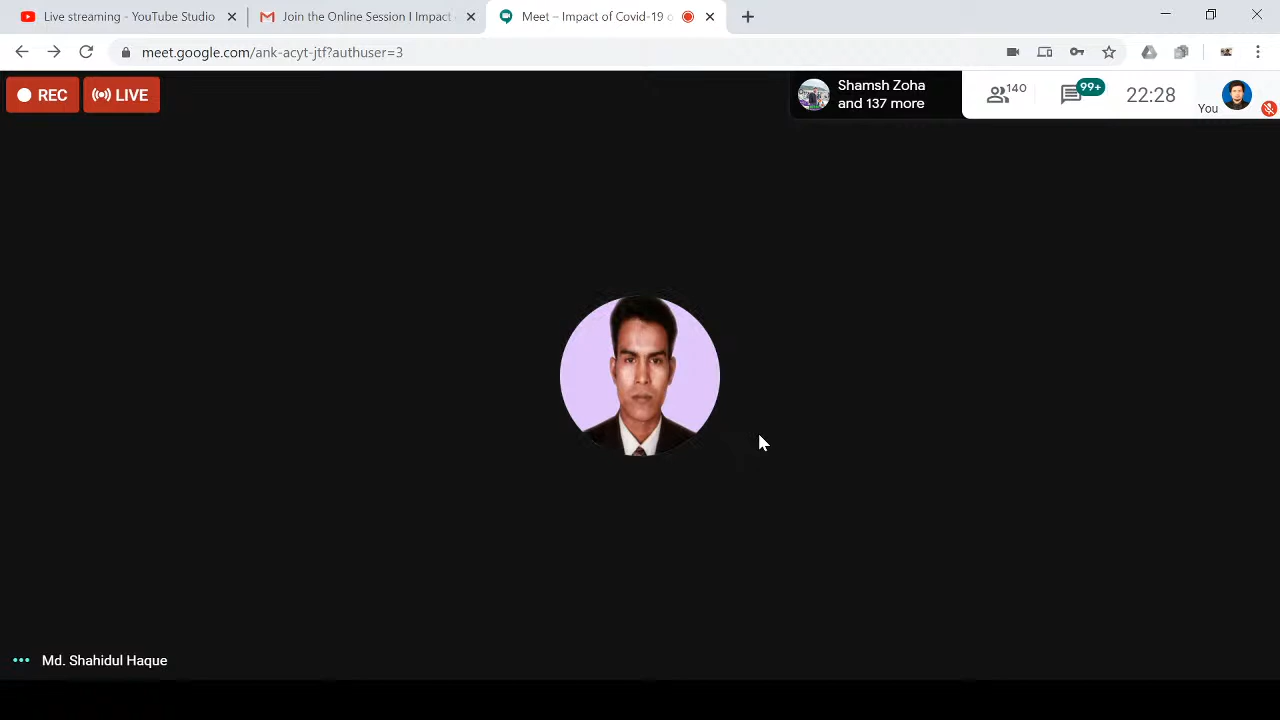 Live streaming - YouTube Studio
Join the Online Session I Impact
Meet – Impact of Covid-19 o
meet.google.com/ank-acyt-jtf?authuser=3
REC
LIVE
Shamsh Zoha
and 137 more
140
99+
22:28
You
Md. Shahidul Haque